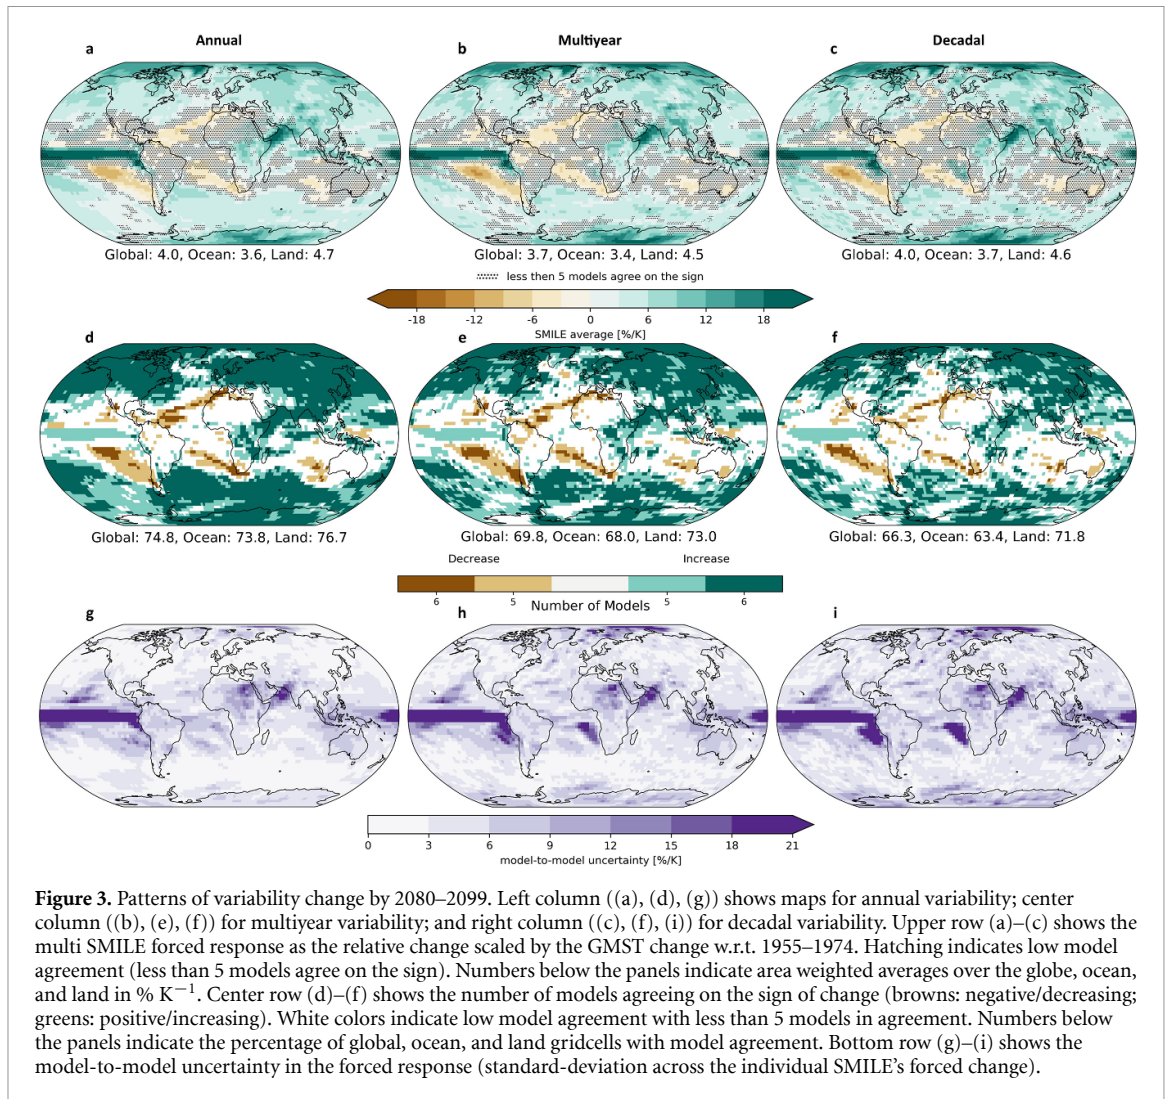 Annual
Multiyear
Decadal
a
b
c
Global: 4.0, Ocean: 3.6, Land: 4.7
Global: 3.7, Ocean: 3.4, Land: 4.5
Global: 4.0, Ocean: 3.7, Land: 4.6
less then 5 models agree on the sign
-18 -12 -6 0 6 12 18
SMILE average [%/K]
d
e
f
Global: 74.8, Ocean: 73.8, Land: 76.7
Global: 69.8, Ocean: 68.0, Land: 73.0
Global: 66.3, Ocean: 63.4, Land: 71.8
Decrease Increase
6 5 5 6
Number of Models
g
h
i
0 3 6 9 12 15 18 21
model-to-model uncertainty [%/K]
Figure 3. Patterns of variability change by 2080–2099. Left column ((a), (d), (g)) shows maps for annual variability; center
column ((b), (e), (f)) for multiyear variability; and right column ((c), (f), (i)) for decadal variability. Upper row (a)–(c) shows the
multi SMILE forced response as the relative change scaled by the GMST change w.r.t. 1955–1974. Hatching indicates low model
agreement (less than 5 models agree on the sign). Numbers below the panels indicate area weighted averages over the globe, ocean,
and land in % K−1. Center row (d)–(f) shows the number of models agreeing on the sign of change (browns: negative/decreasing;
greens: positive/increasing). White colors indicate low model agreement with less than 5 models in agreement. Numbers below
the panels indicate the percentage of global, ocean, and land gridcells with model agreement. Bottom row (g)–(i) shows the
model-to-model uncertainty in the forced response (standard-deviation across the individual SMILE's forced change).